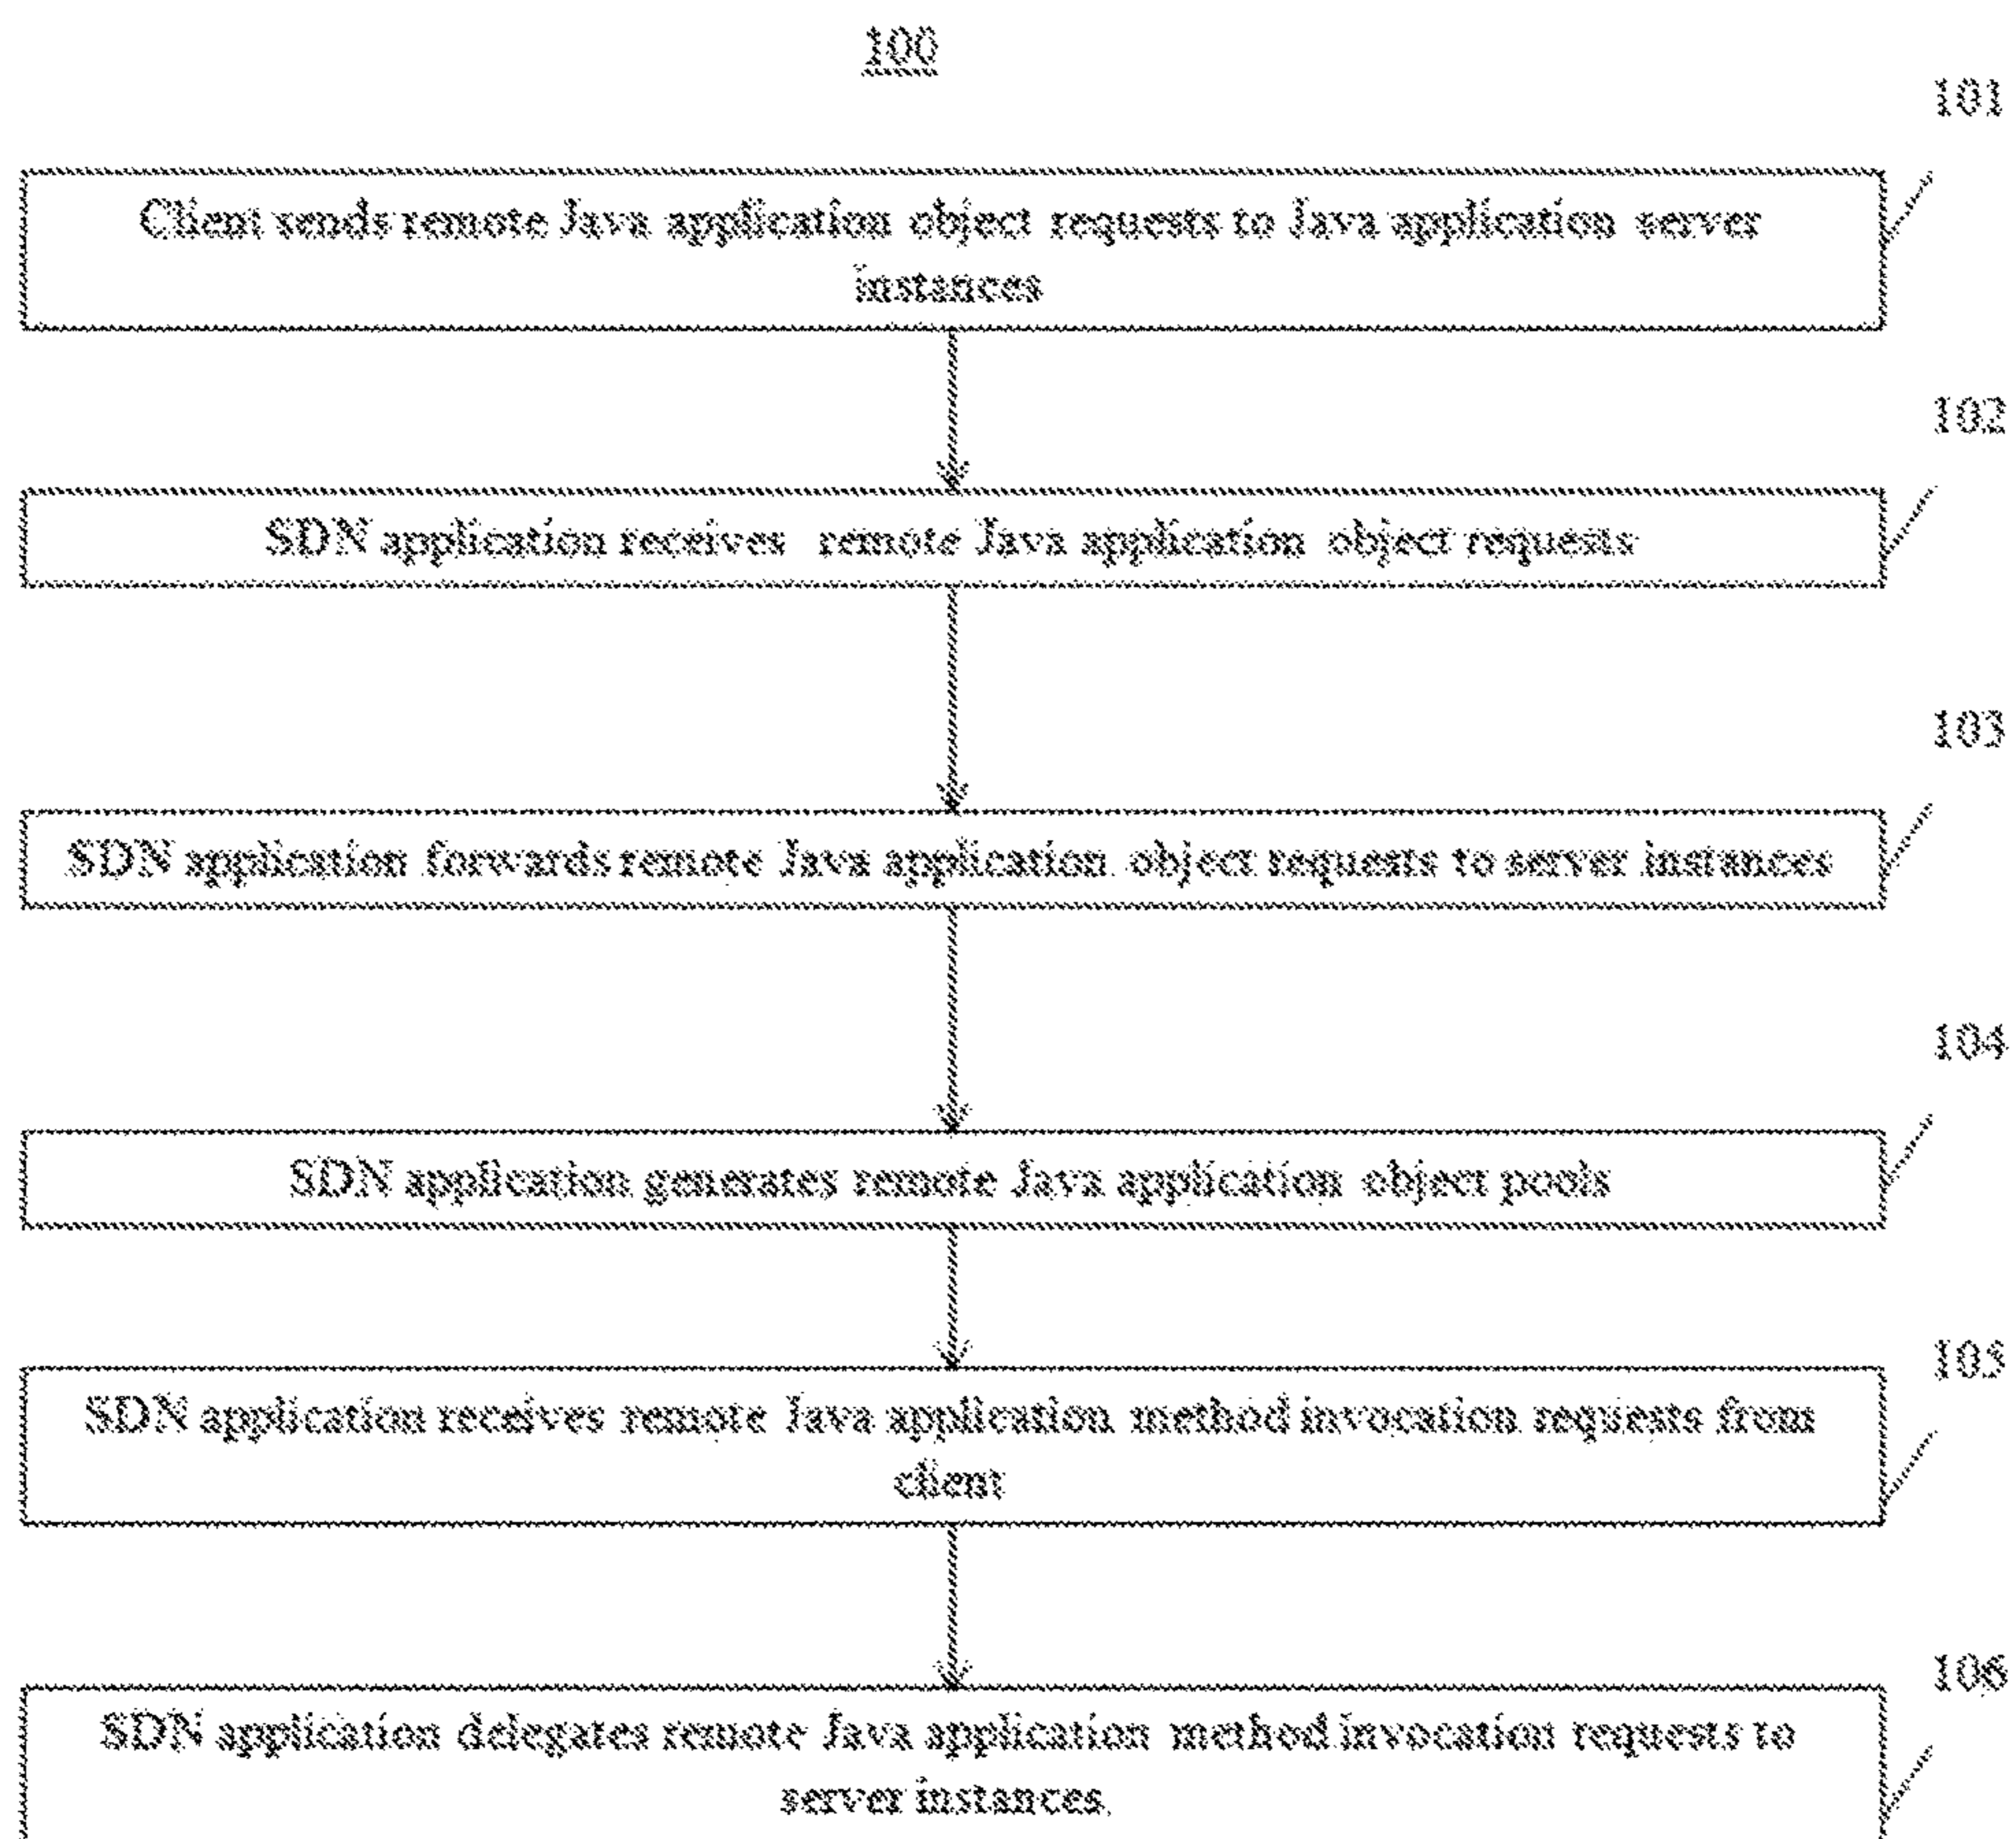 100
101
Client sends remote Java application object requests to Java application server
instances
102
SDN application receives remote Java application object requests
103
SDN application forwards remote Java application object requests to server instances
104
SDN application generates remote Java application object pools
105
SDN application receives remote Java application method invocation requests from
client
106
SDN application delegates remote Java application method invocation requests to
server instances.